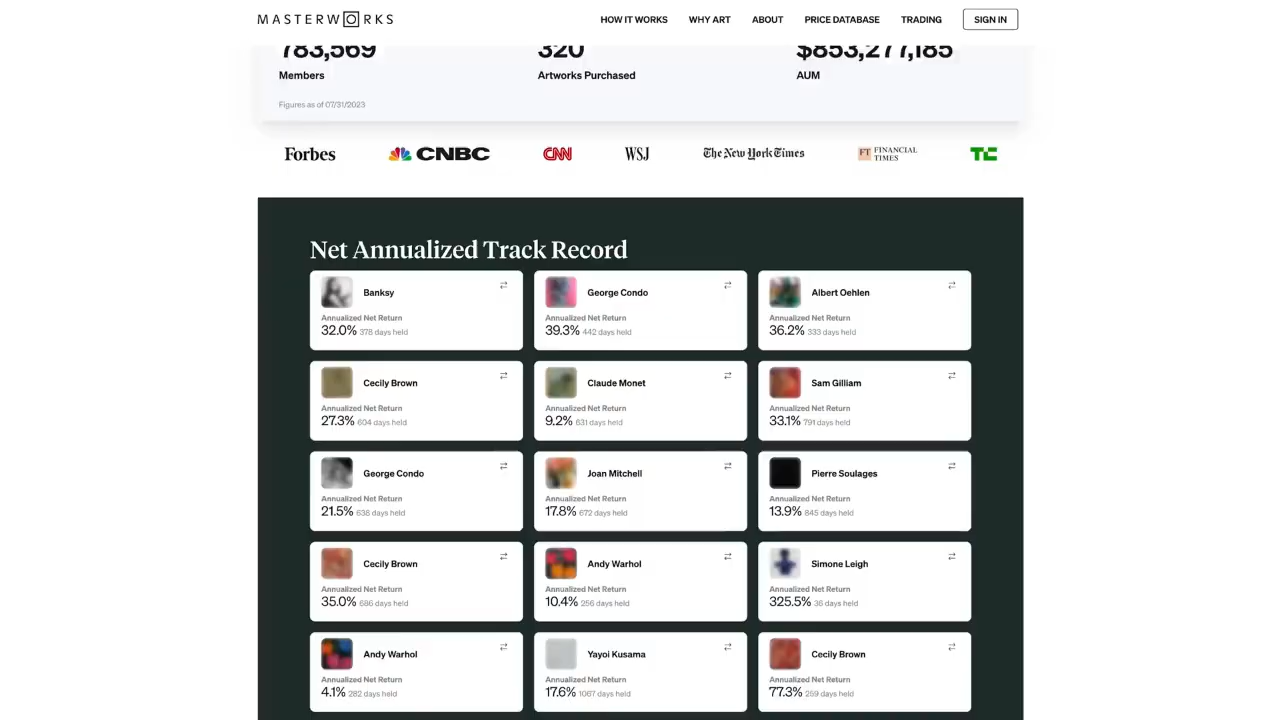 MASTERWORKS
HOW IT WORKS WHY ART ABOUT PRICE DATABASE TRADING SIGN IN
783,569 320 $853,277,185
Members Artworks Purchased AUM
Figures as of 07/31/2023
Forbes CNBC CNN WSJ The New York Times FT FINANCIAL TIMES TC
Net Annualized Track Record
Banksy
Annualized Net Return
32.0% 378 days held
George Condo
Annualized Net Return
39.3% 442 days held
Albert Oehlen
Annualized Net Return
36.2% 333 days held
Cecily Brown
Annualized Net Return
27.3% 604 days held
Claude Monet
Annualized Net Return
9.2% 631 days held
Sam Gilliam
Annualized Net Return
33.1% 791 days held
George Condo
Annualized Net Return
21.5% 638 days held
Joan Mitchell
Annualized Net Return
17.8% 672 days held
Pierre Soulages
Annualized Net Return
13.9% 845 days held
Cecily Brown
Annualized Net Return
35.0% 686 days held
Andy Warhol
Annualized Net Return
10.4% 256 days held
Simone Leigh
Annualized Net Return
325.5% 36 days held
Andy Warhol
Annualized Net Return
4.1% 282 days held
Yayoi Kusama
Annualized Net Return
17.6% 1067 days held
Cecily Brown
Annualized Net Return
77.3% 259 days held